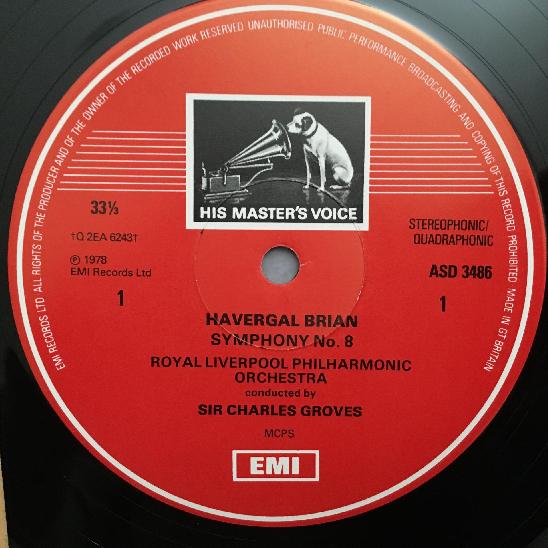 EMI RECORDS LTD ALL RIGHTS OF THE PRODUCER AND OF THE OWNER OF THE RECORDED WORK RESERVED UNAUTHORISED PUBLIC PERFORMANCE BROADCASTING AND COPYING OF THIS RECORD PROHIBITED MADE IN GT BRITAIN
HIS MASTER'S VOICE
33⅓
STEREOPHONIC/
QUADRAPHONIC
†Q 2EA 6243†
℗ 1978
EMI Records Ltd
ASD 3486
1
1
HAVERGAL BRIAN
SYMPHONY No. 8
ROYAL LIVERPOOL PHILHARMONIC
ORCHESTRA
conducted by
SIR CHARLES GROVES
MCPS
EMI